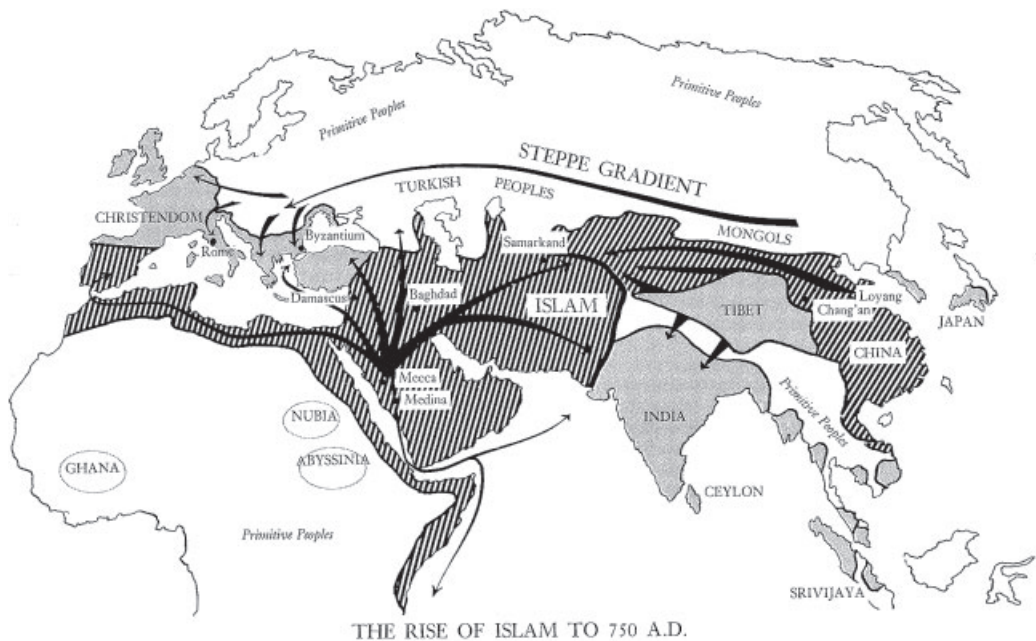 Primitive Peoples
Primitive Peoples
STEPPE GRADIENT
TURKISH
PEOPLES
MONGOLS
CHRISTENDOM
Byzantium
Rome
Samarkand
Damascus
Baghdad
ISLAM
TIBET
Loyang
Chang'an
JAPAN
CHINA
Mecca
Medina
NUBIA
INDIA
Primitive Peoples
GHANA
ABYSSINIA
CEYLON
Primitive Peoples
SRIVIJAYA
THE RISE OF ISLAM TO 750 A.D.